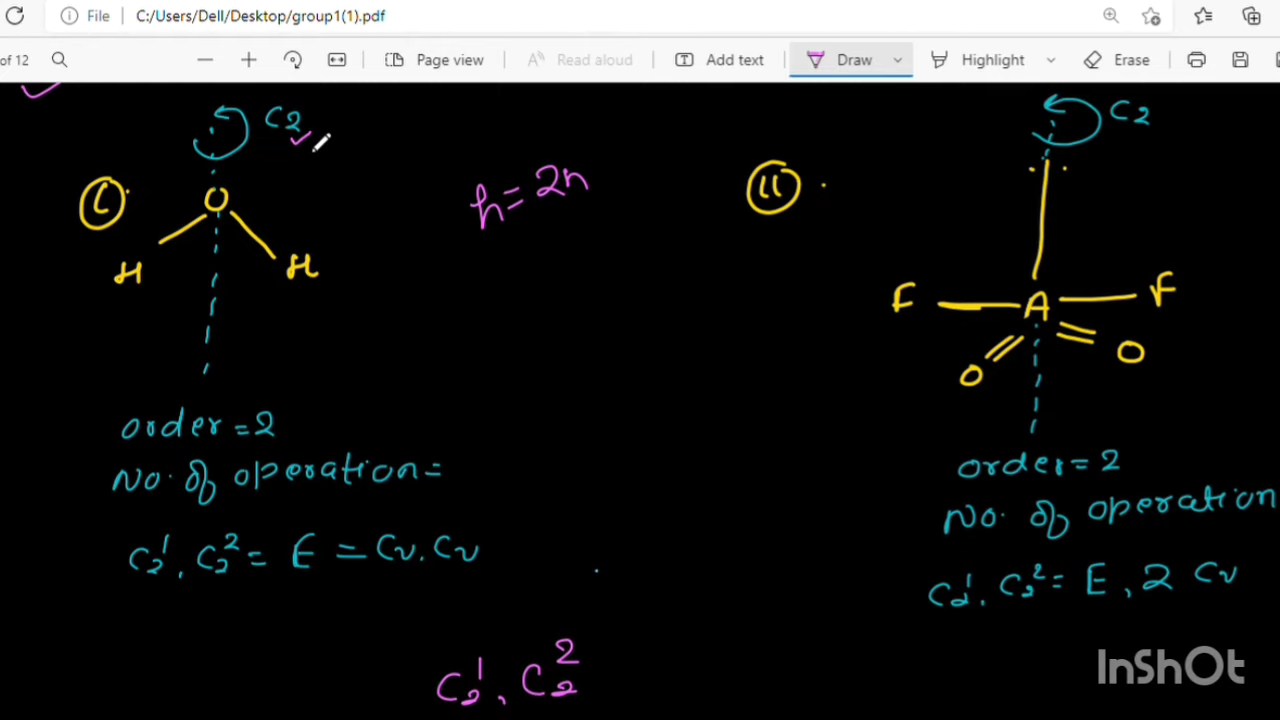 File C:/Users/Dell/Desktop/group1(1).pdf
of 12 Page view Read aloud Add text Draw Highlight Erase
C2
(i)
O
H H
h=2n
order=2
No. of operation=
C₂¹, C₂² = E = Cv. Cv
C₂¹, C₂²
C2
(ii)
F A F
O O
order=2
No. of operation
C₂¹, C₂² = E, 2 Cv
InShOt